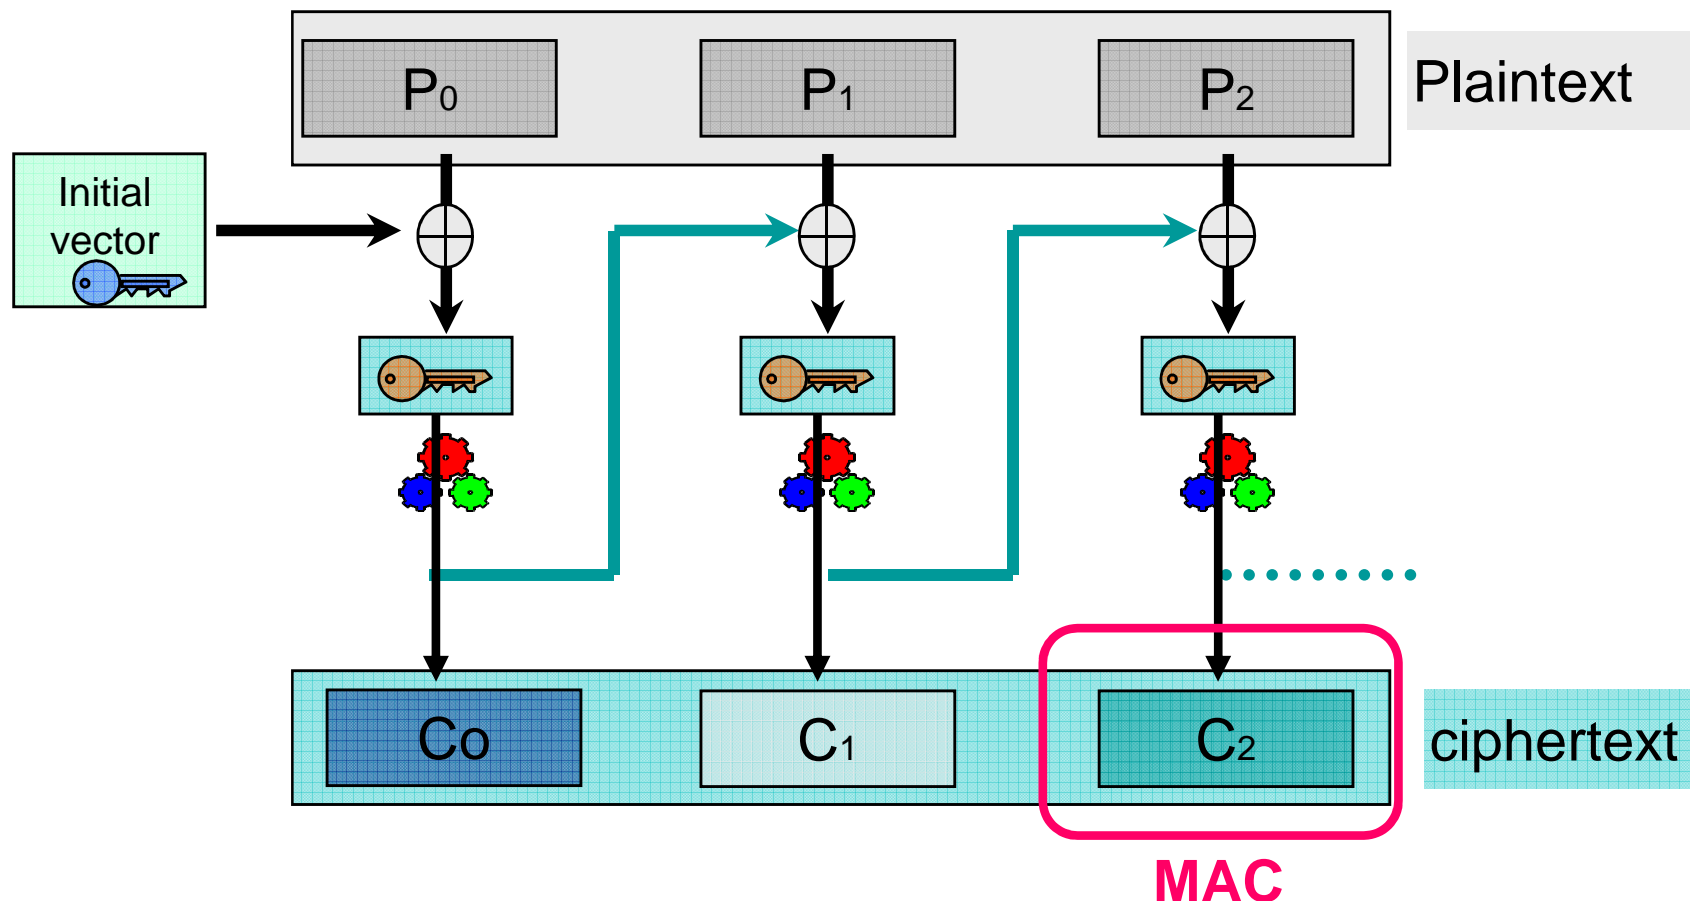 P₀ P₁ P₂ Plaintext
Initial
vector
Co C₁ C₂ ciphertext
MAC